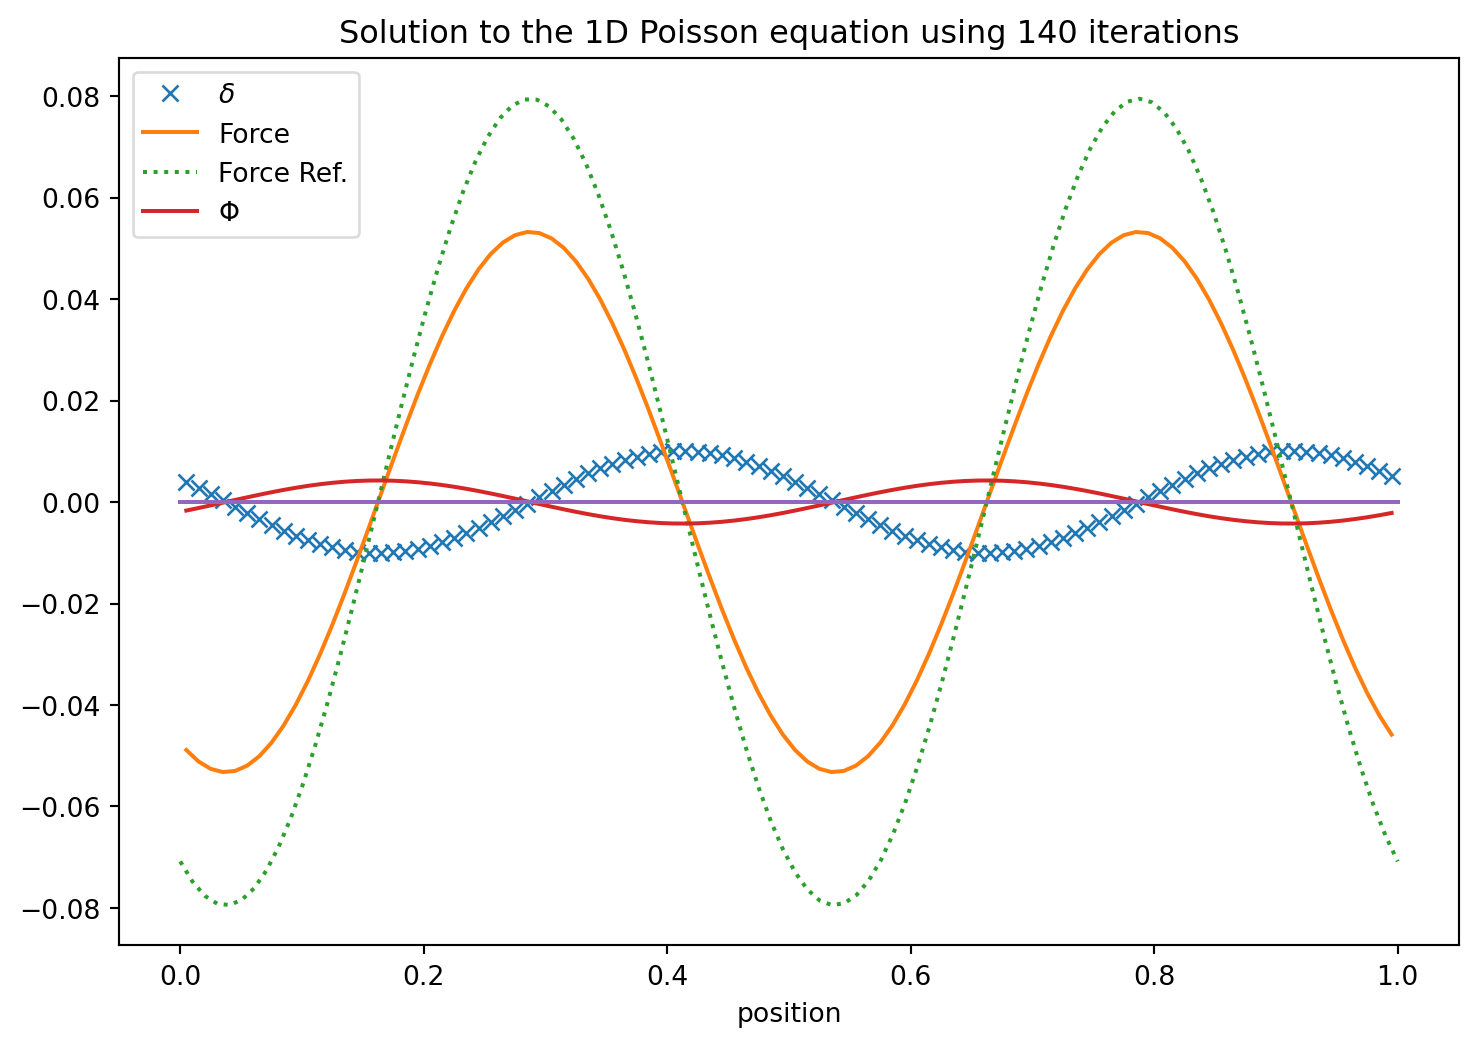 Solution to the 1D Poisson equation using 140 iterations
δ
Force
Force Ref.
Φ
0.08
0.06
0.04
0.02
0.00
−0.02
−0.04
−0.06
−0.08
0.0 0.2 0.4 0.6 0.8 1.0
position